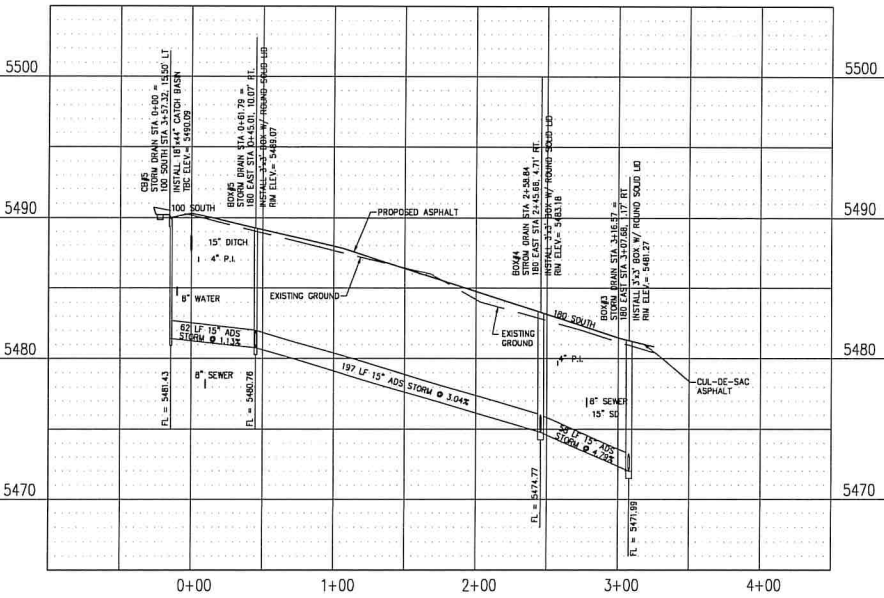 5500
5500
CB#5
STORM DRAIN STA 0+00 =
100 SOUTH STA 3+57.32, 15.50' LT
INSTALL 18"x44" CATCH BASIN
TBC ELEV.= 5490.09
BOX#5
STORM DRAIN STA 0+61.79 =
180 EAST STA 0+45.01, 10.07' RT.
INSTALL 3'x3' BOX W/ ROUND SOLID LID
RIM ELEV.= 5489.07
BOX#4
STROM DRAIN STA 2+58.84
180 EAST STA 2+45.68, 4.71' RT.
INSTALL 3'x3' BOX W/ ROUND SOLID LID
RIM ELEV.= 5483.18
BOX#3
STORM DRAIN STA 3+16.57 =
180 EAST STA 3+07.68, .17' RT
INSTALL 3'x3' BOX W/ ROUND SOLID LID
RIM ELEV.= 5481.27
5490
5490
100 SOUTH
PROPOSED ASPHALT
15" DITCH
4" P.I.
8" WATER
EXISTING GROUND
180 SOUTH
EXISTING
GROUND
5480
5480
62 LF 15" ADS
STORM @ 1.13%
8" SEWER
197 LF 15" ADS STORM @ 3.04%
4" P.I.
CUL-DE-SAC
ASPHALT
8" SEWER
15" SD
58 LF 15" ADS
STORM @ 4.79%
FL = 5481.43
FL = 5480.76
FL = 5474.77
FL = 5471.99
5470
5470
0+00
1+00
2+00
3+00
4+00